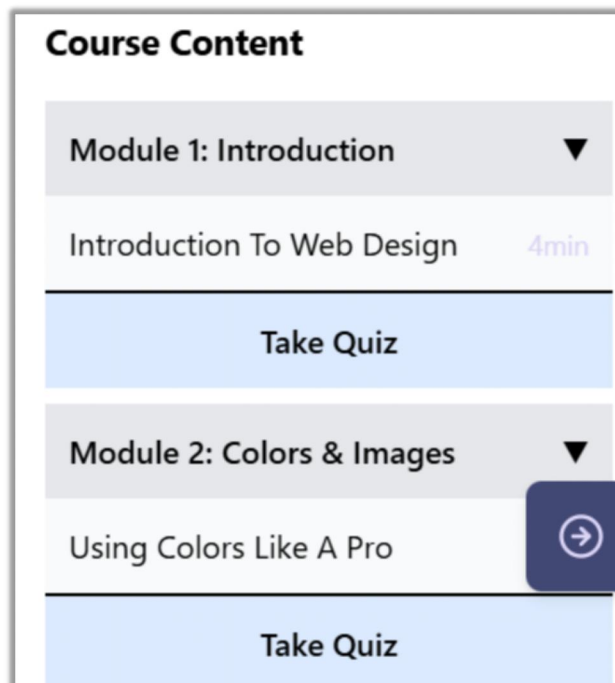 Course Content
Module 1: Introduction
Introduction To Web Design 4min
Take Quiz
Module 2: Colors & Images
Using Colors Like A Pro
Take Quiz